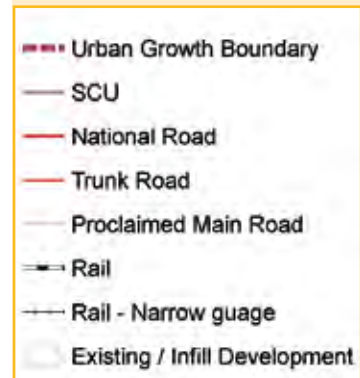 Urban Growth Boundary
SCU
National Road
Trunk Road
Proclaimed Main Road
Rail
Rail - Narrow guage
Existing / Infill Development